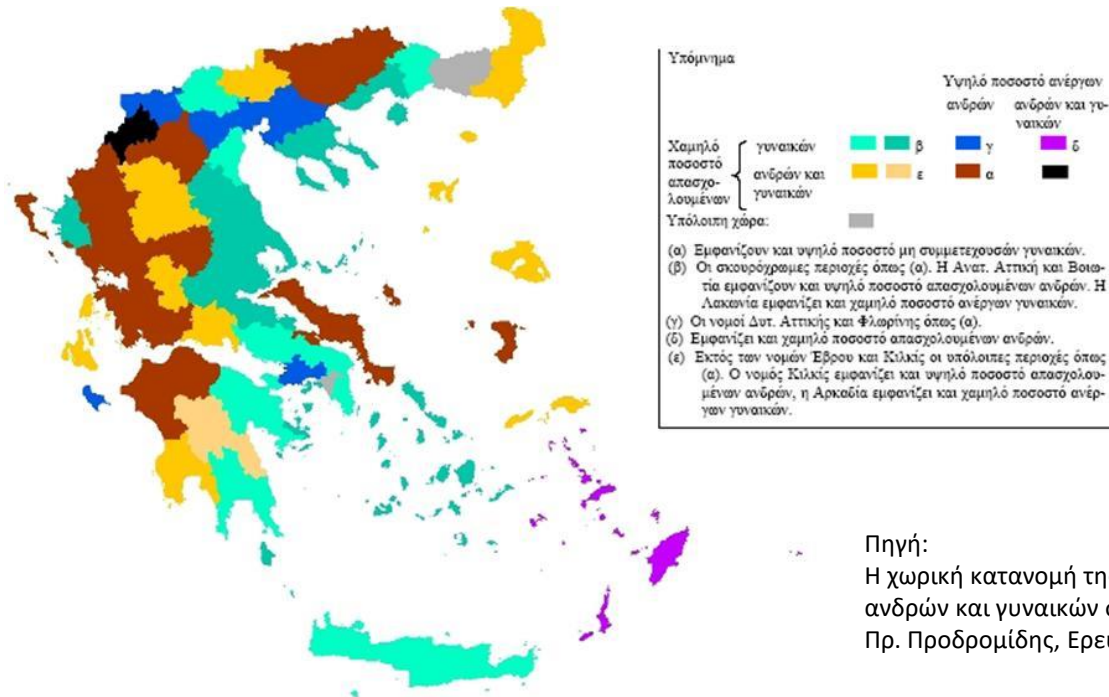 Υπόμνημα
Υψηλό ποσοστό ανέργων
ανδρών
ανδρών και γυ-
ναικών
Χαμηλό
ποσοστό
απασχο-
λουμένων
γυναικών
β
γ
δ
ανδρών και
γυναικών
ε
α
Υπόλοιπη χώρα:
(α) Εμφανίζουν και υψηλό ποσοστό μη συμμετεχουσών γυναικών.
(β) Οι σκουρόχρωμες περιοχές όπως (α). Η Ανατ. Αττική και Βοιω-
τία εμφανίζουν και υψηλό ποσοστό απασχολουμένων ανδρών. Η
Λακωνία εμφανίζει και χαμηλό ποσοστό ανέργων γυναικών.
(γ) Οι νομοί Δυτ. Αττικής και Φλωρίνης όπως (α).
(δ) Εμφανίζει και χαμηλό ποσοστό απασχολουμένων ανδρών.
(ε) Εκτός των νομών Έβρου και Κιλκίς οι υπόλοιπες περιοχές όπως
(α). Ο νομός Κιλκίς εμφανίζει και υψηλό ποσοστό απασχολου-
μένων ανδρών, η Αρκαδία εμφανίζει και χαμηλό ποσοστό ανέρ-
γων γυναικών.
Πηγή:
Η χωρική κατανομή τη
ανδρών και γυναικών
Πρ. Προδρομίδης, Ερευ